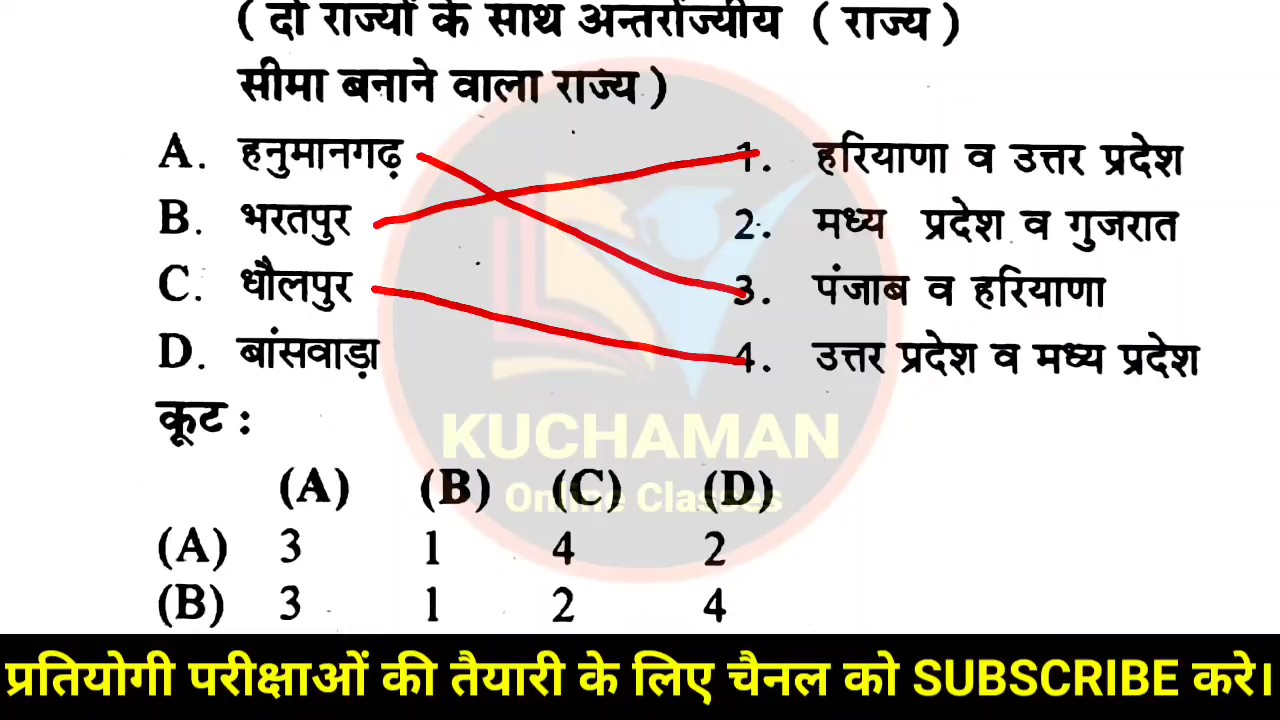 ( दो राज्यों के साथ अन्तर्राज्यीय ( राज्य )
सीमा बनाने वाला राज्य )
A. हनुमानगढ़ 1. हरियाणा व उत्तर प्रदेश
B. भरतपुर 2. मध्य प्रदेश व गुजरात
C. धौलपुर 3. पंजाब व हरियाणा
D. बांसवाड़ा 4. उत्तर प्रदेश व मध्य प्रदेश
कूट :
KUCHAMAN
(A) (B) (C) (D)
Online Classes
(A) 3 1 4 2
(B) 3 1 2 4
प्रतियोगी परीक्षाओं की तैयारी के लिए चैनल को SUBSCRIBE करे।